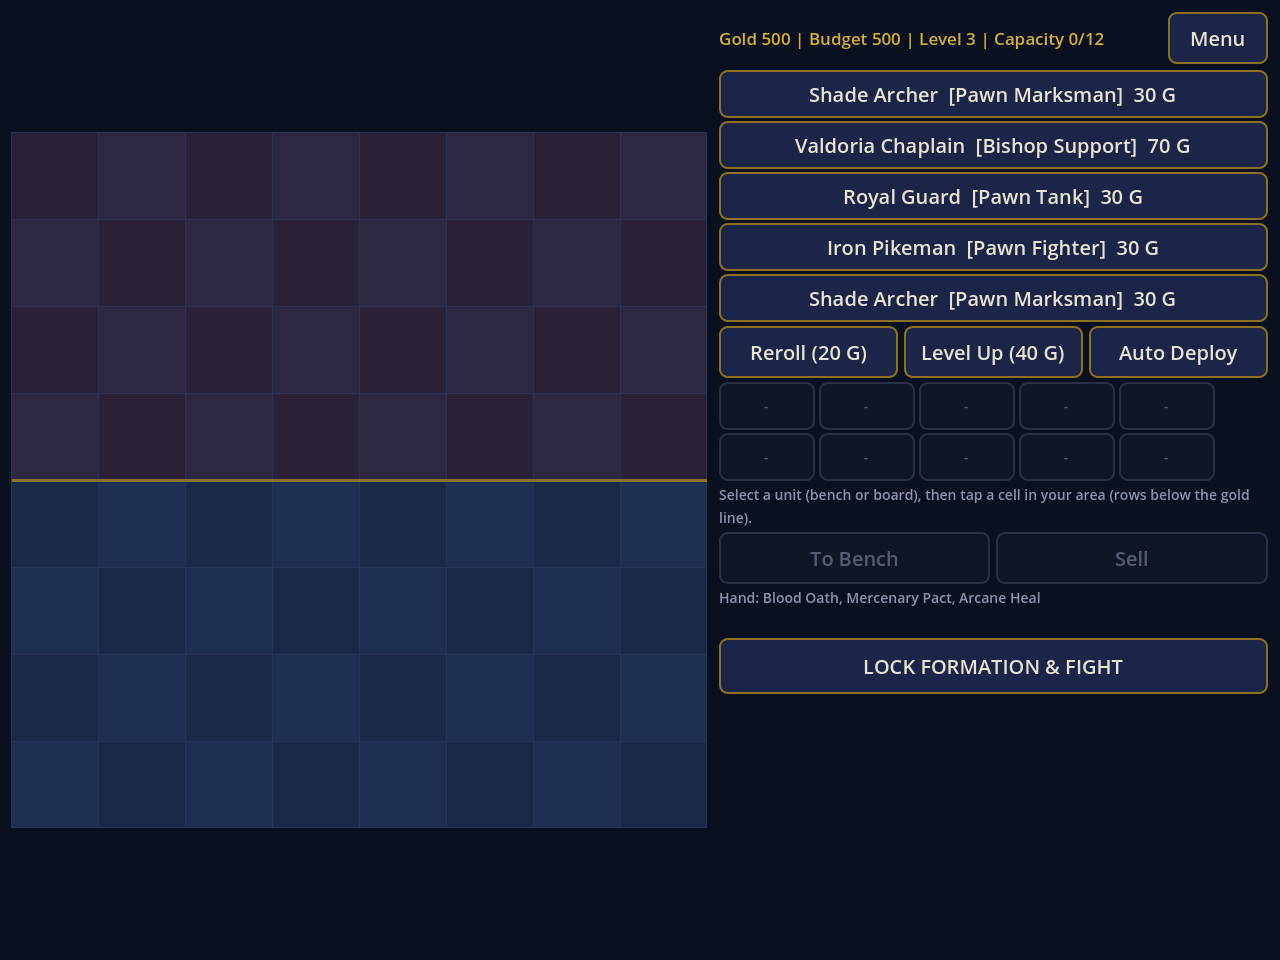 Gold 500 | Budget 500 | Level 3 | Capacity 0/12
Menu
Shade Archer  [Pawn Marksman]  30 G
Valdoria Chaplain  [Bishop Support]  70 G
Royal Guard  [Pawn Tank]  30 G
Iron Pikeman  [Pawn Fighter]  30 G
Shade Archer  [Pawn Marksman]  30 G
Reroll (20 G)
Level Up (40 G)
Auto Deploy
- - - - -
- - - - -
Select a unit (bench or board), then tap a cell in your area (rows below the gold
line).
To Bench
Sell
Hand: Blood Oath, Mercenary Pact, Arcane Heal
LOCK FORMATION & FIGHT